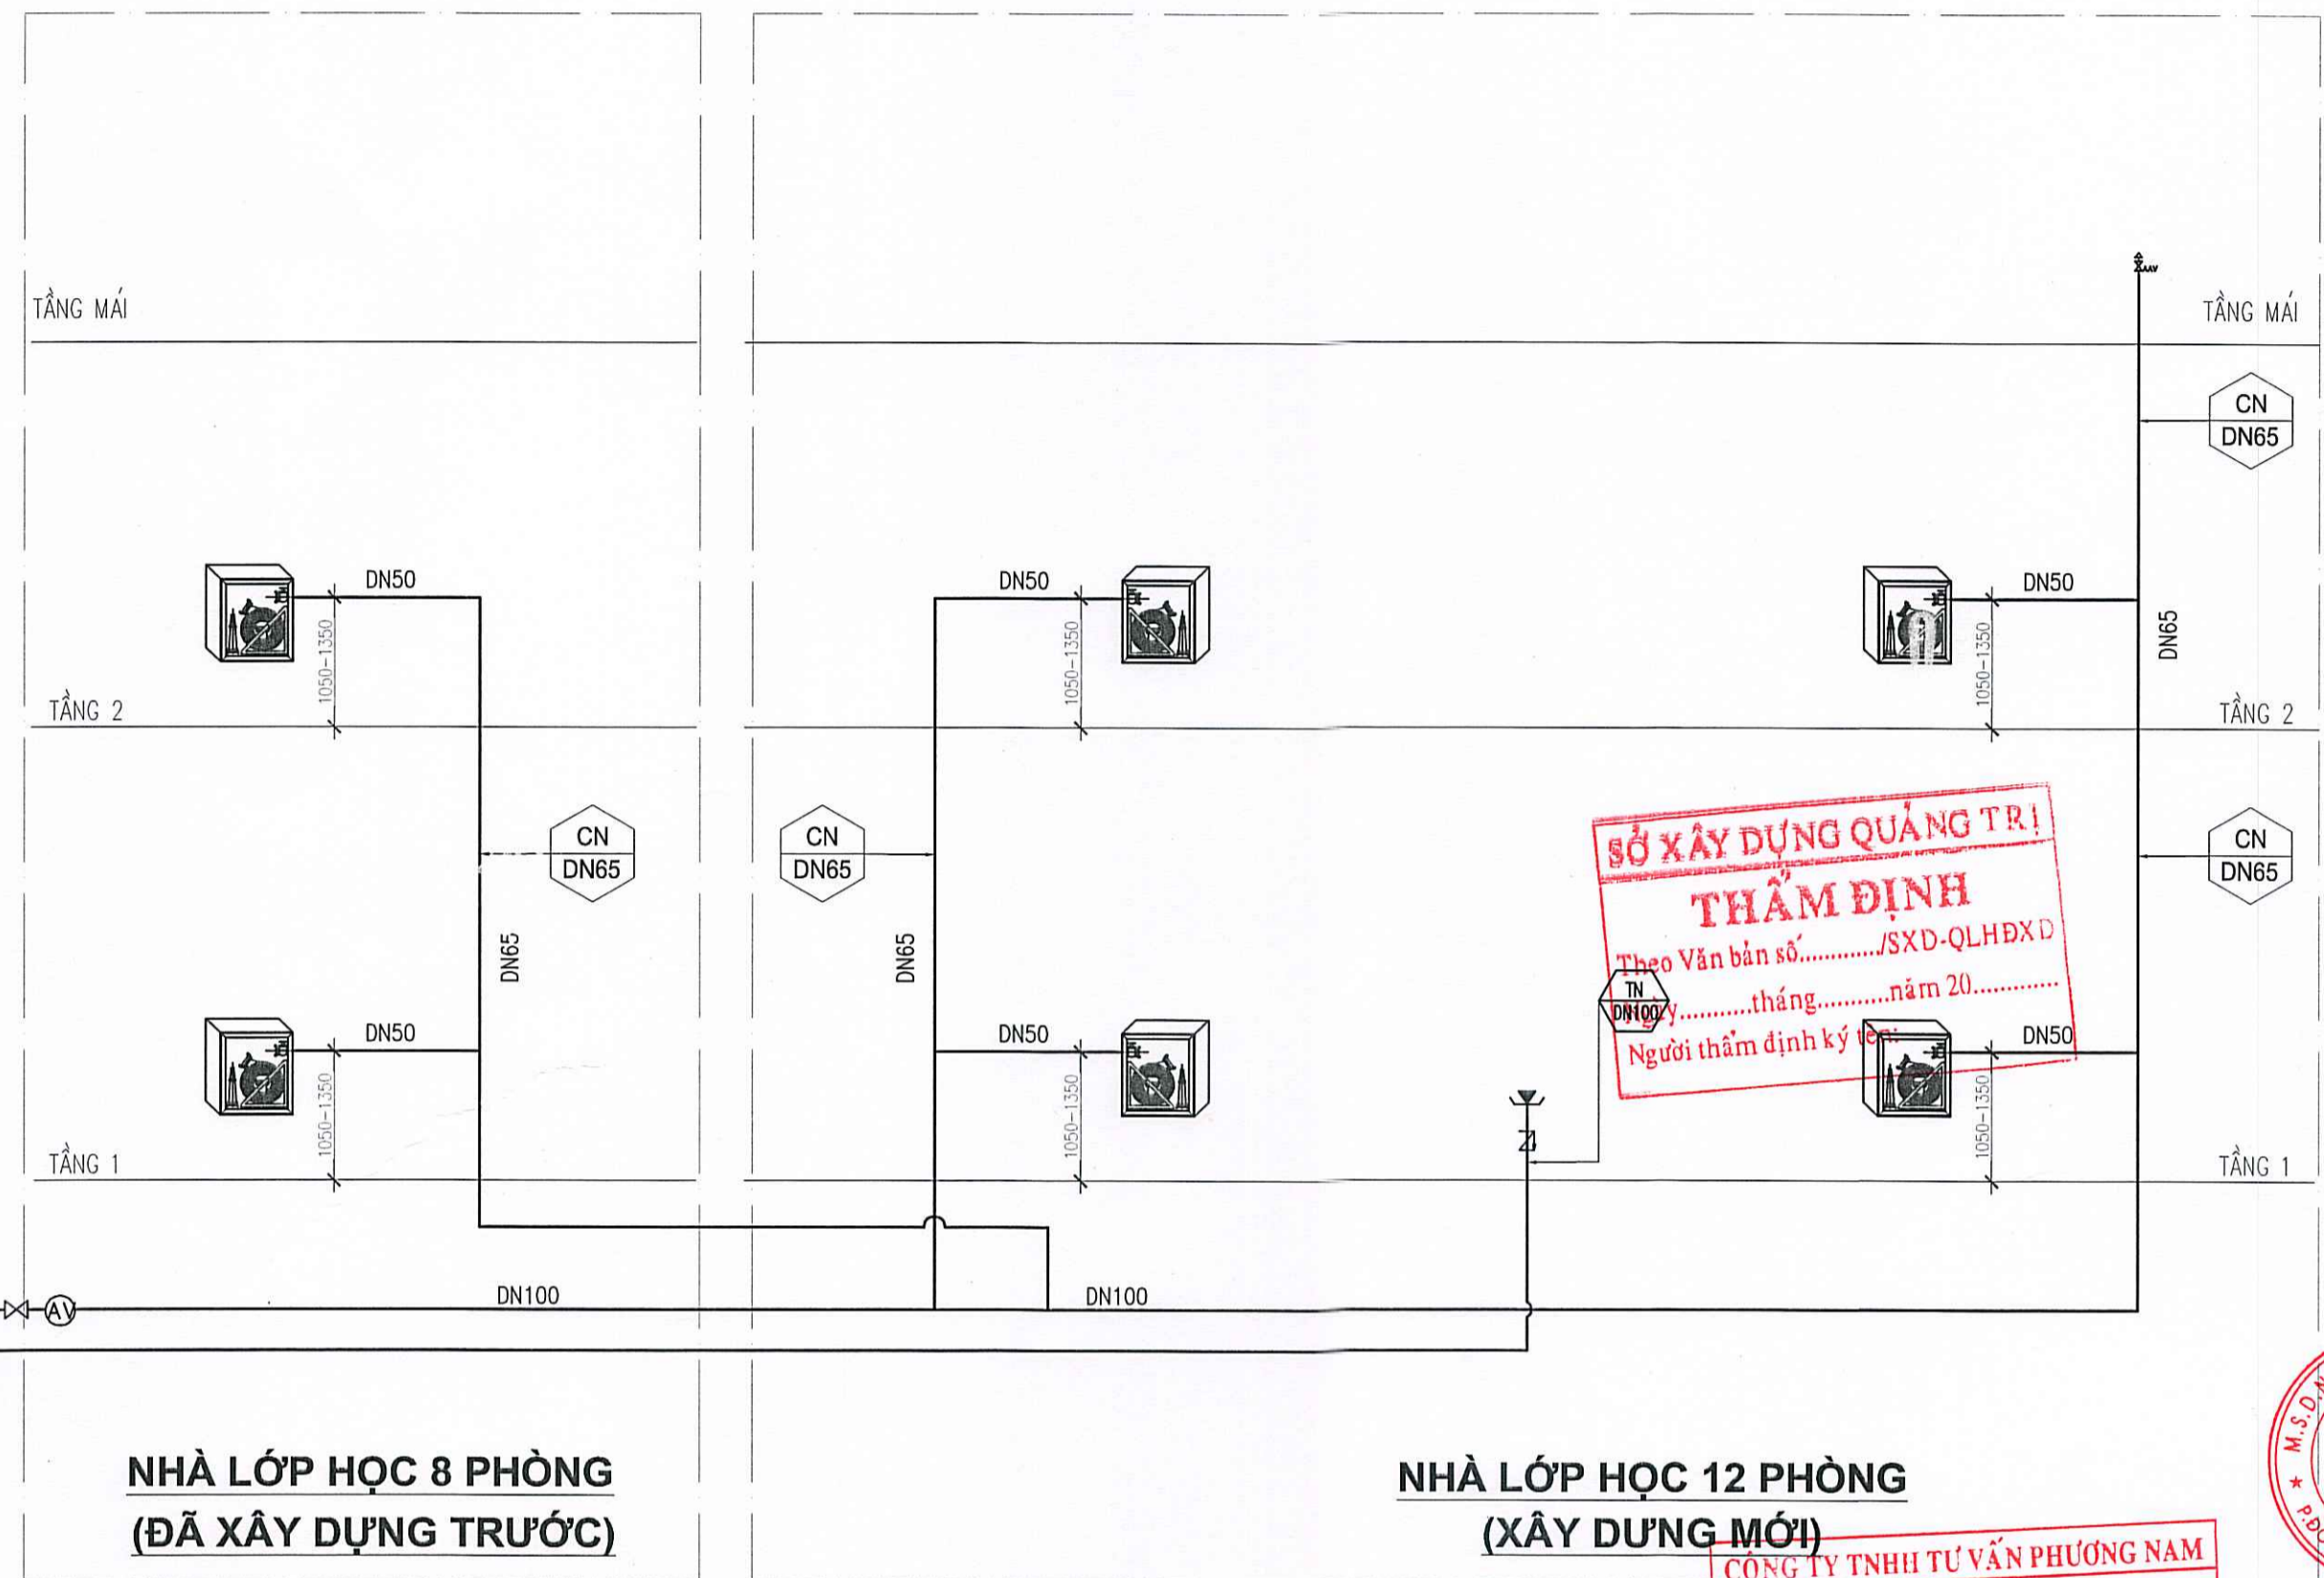 TẦNG MÁI
TẦNG MÁI
AAV
CN
DN65
DN50
DN50
DN50
DN65
1050-1350
1050-1350
1050-1350
TẦNG 2
TẦNG 2
CN
DN65
CN
DN65
CN
DN65
SỞ XÂY DỰNG QUẢNG TRỊ
THẨM ĐỊNH
Theo Văn bản số............/SXD-QLHĐXD
Ngày...........tháng...........năm 20.............
Người thẩm định ký tên:
TN
DN100
DN65
DN65
DN50
DN50
DN50
1050-1350
1050-1350
1050-1350
TẦNG 1
TẦNG 1
AV
DN100
DN100
NHÀ LỚP HỌC 8 PHÒNG
(ĐÃ XÂY DỰNG TRƯỚC)
NHÀ LỚP HỌC 12 PHÒNG
(XÂY DƯNG MỚI)
CÔNG TY TNHH TƯ VẤN PHƯƠNG NAM
M.S.D.N